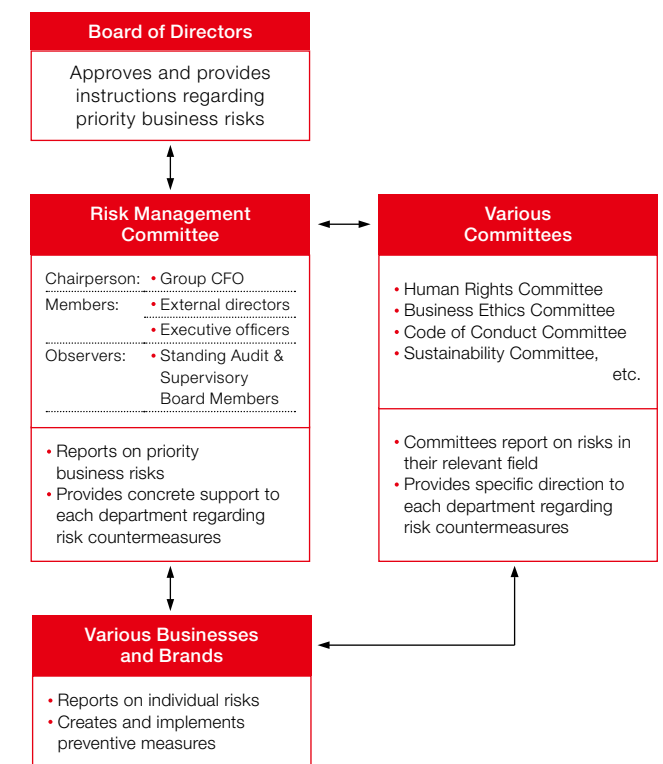 Board of Directors
Approves and provides
instructions regarding
priority business risks
Risk Management
Committee
Chairperson: • Group CFO
Members: • External directors
• Executive officers
Observers: • Standing Audit &
Supervisory
Board Members
• Reports on priority
business risks
• Provides concrete support to
each department regarding
risk countermeasures
Various
Committees
• Human Rights Committee
• Business Ethics Committee
• Code of Conduct Committee
• Sustainability Committee,
etc.
• Committees report on risks in
their relevant field
• Provides specific direction to
each department regarding
risk countermeasures
Various Businesses
and Brands
• Reports on individual risks
• Creates and implements
preventive measures